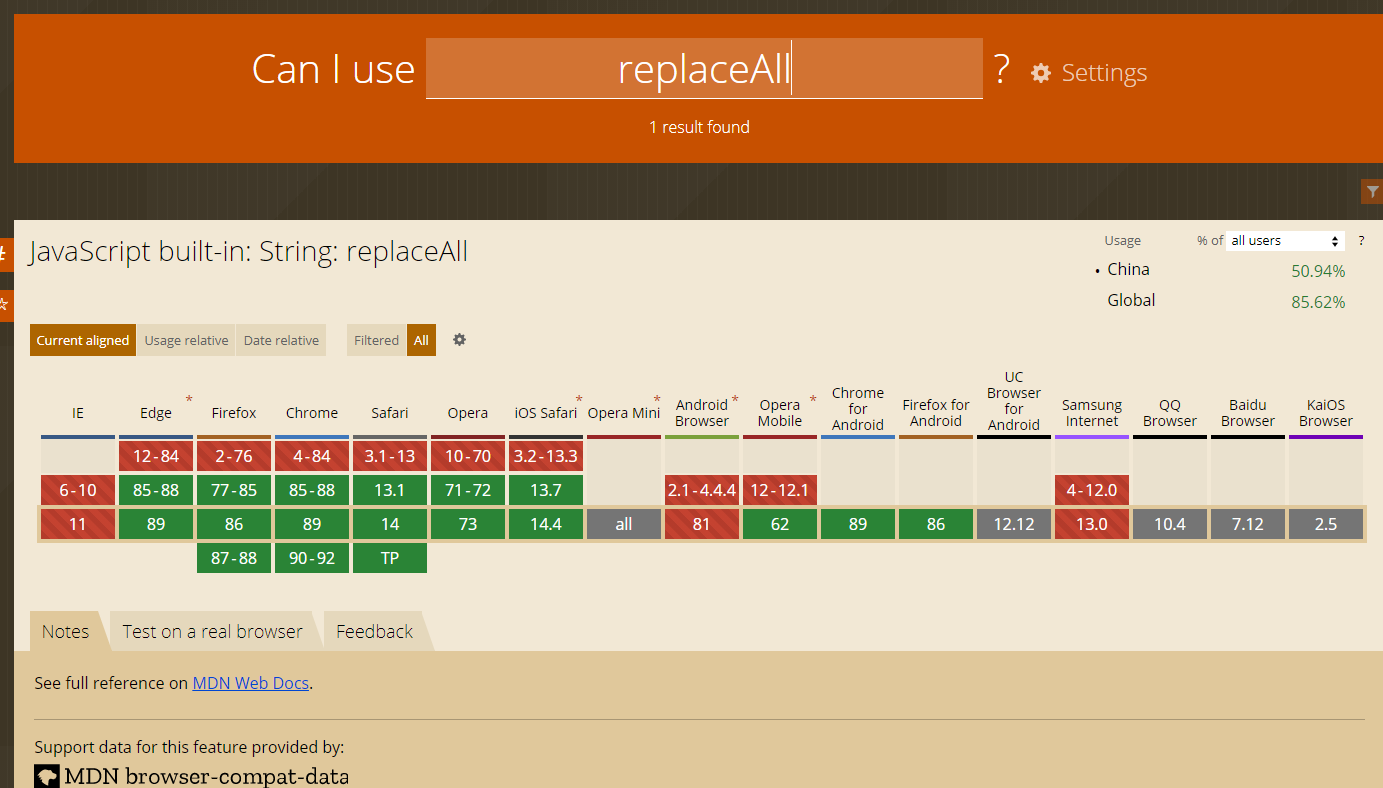 Can I use replaceAll ? Settings
1 result found
JavaScript built-in: String: replaceAll
Usage % of all users ?
• China 50.94%
Global 85.62%
Current aligned Usage relative Date relative Filtered All
IE Edge * Firefox Chrome Safari Opera iOS Safari * Opera Mini * Android Browser * Opera Mobile * Chrome for Android Firefox for Android UC Browser for Android Samsung Internet QQ Browser Baidu Browser KaiOS Browser
12-84 2-76 4-84 3.1-13 10-70 3.2-13.3
6-10 85-88 77-85 85-88 13.1 71-72 13.7 2.1-4.4.4 12-12.1 4-12.0
11 89 86 89 14 73 14.4 all 81 62 89 86 12.12 13.0 10.4 7.12 2.5
87-88 90-92 TP
Notes Test on a real browser Feedback
See full reference on MDN Web Docs.
Support data for this feature provided by:
MDN browser-compat-data